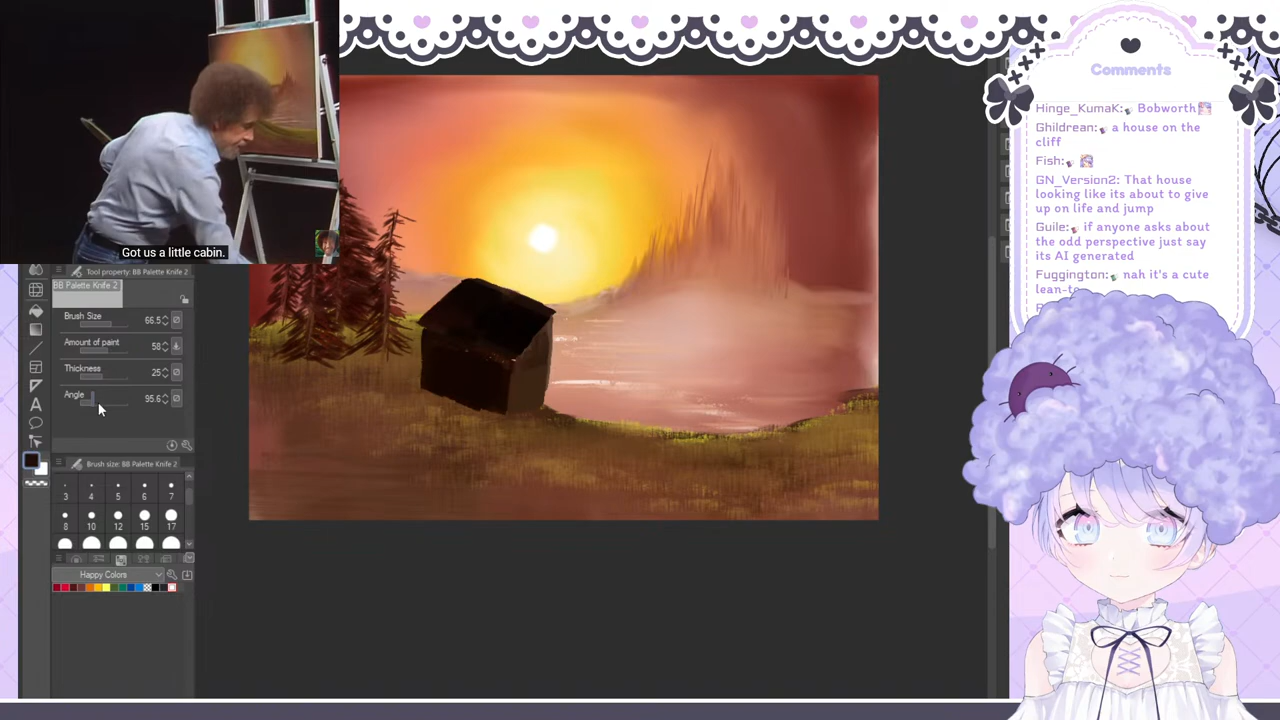 Got us a little cabin.
Tool property: BB Palette Knife 2
BB Palette Knife 2
Brush Size 66.5
Amount of paint 58
Thickness 25
Angle 95.6
Brush size: BB Palette Knife 2
3 4 5 6 7
8 10 12 15 17
Happy Colors
Comments
Hinge_KumaK: Bobworth
Ghildrean: a house on the
cliff
Fish:
GN_Version2: That house
looking like its about to give
up on life and jump
Guile: if anyone asks about
the odd perspective just say
its AI generated
Fuggington: nah it's a cute
lean-to